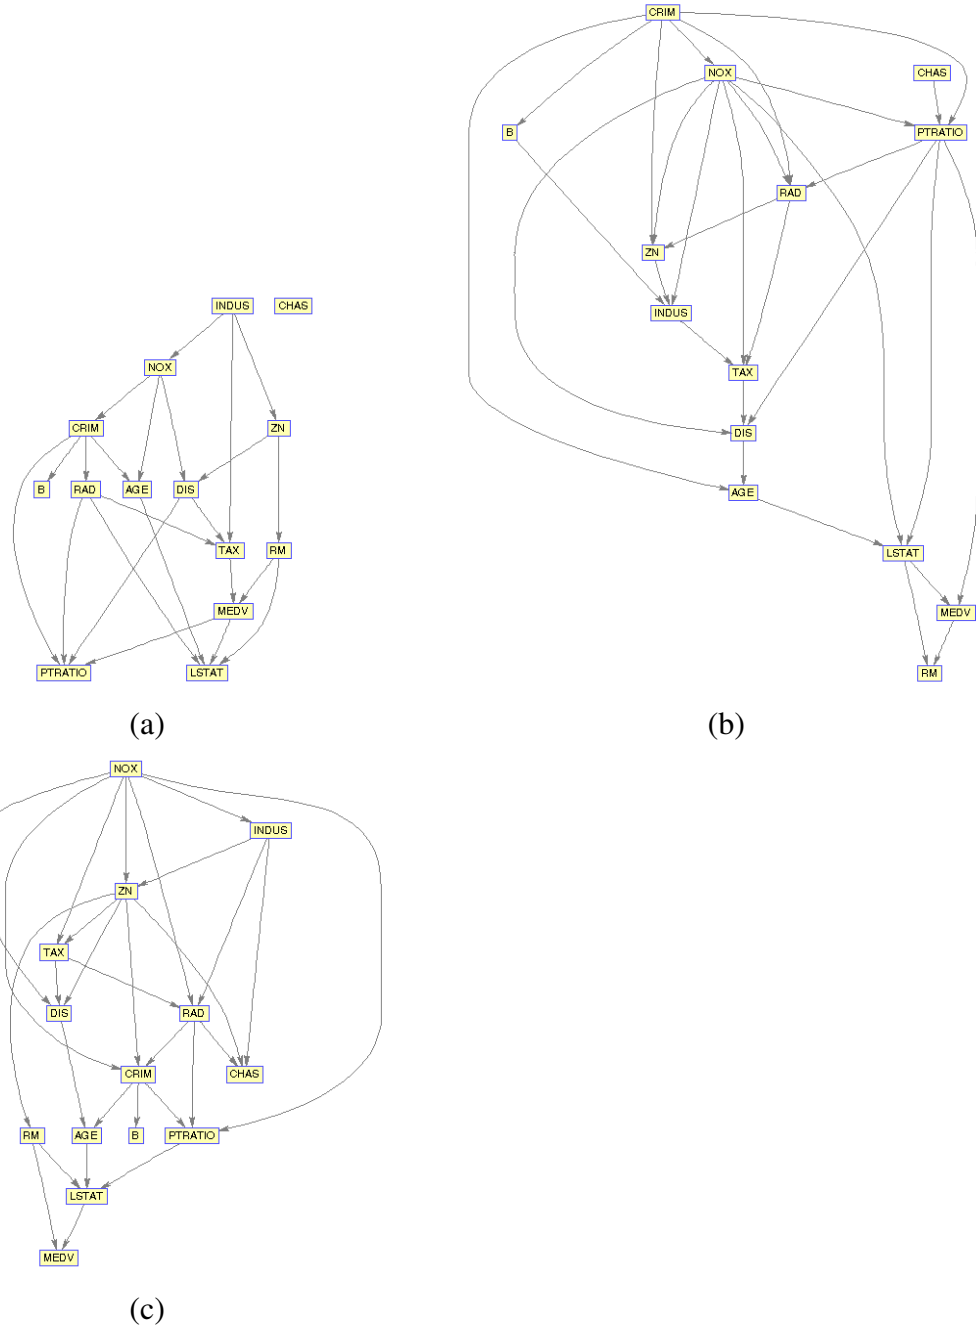 CRIM
NOX
CHAS
B
PTRATIO
RAD
ZN
INDUS
TAX
DIS
AGE
LSTAT
MEDV
RM
INDUS
CHAS
NOX
CRIM
ZN
B
RAD
AGE
DIS
TAX
RM
MEDV
PTRATIO
LSTAT
(a)
(b)
NOX
INDUS
ZN
TAX
DIS
RAD
CRIM
CHAS
RM
AGE
B
PTRATIO
LSTAT
MEDV
(c)